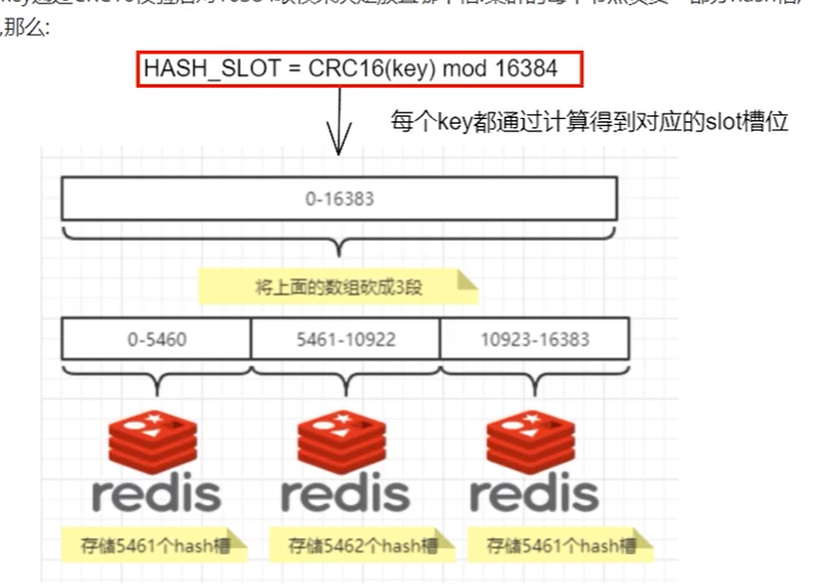 ,那么:
HASH_SLOT = CRC16(key) mod 16384
每个key都通过计算得到对应的slot槽位
0-16383
将上面的数组砍成3段
0-5460 5461-10922 10923-16383
redis redis redis
存储5461个hash槽 存储5462个hash槽 存储5461个hash槽